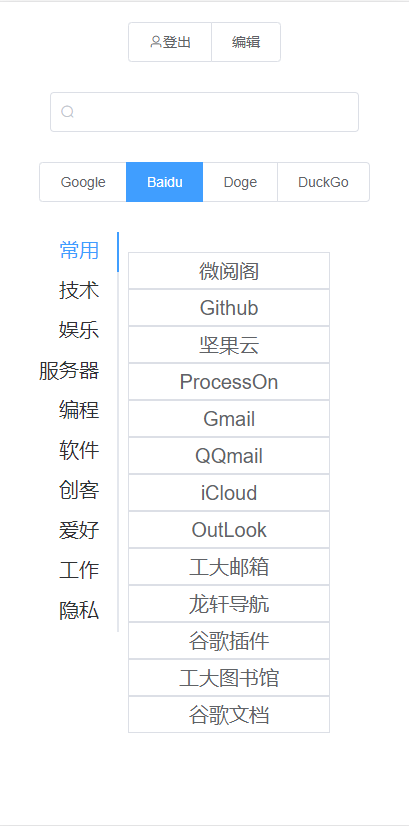 登出 编辑
Google Baidu Doge DuckGo
常用
技术
娱乐
服务器
编程
软件
创客
爱好
工作
隐私
微阅阁
Github
坚果云
ProcessOn
Gmail
QQmail
iCloud
OutLook
工大邮箱
龙轩导航
谷歌插件
工大图书馆
谷歌文档